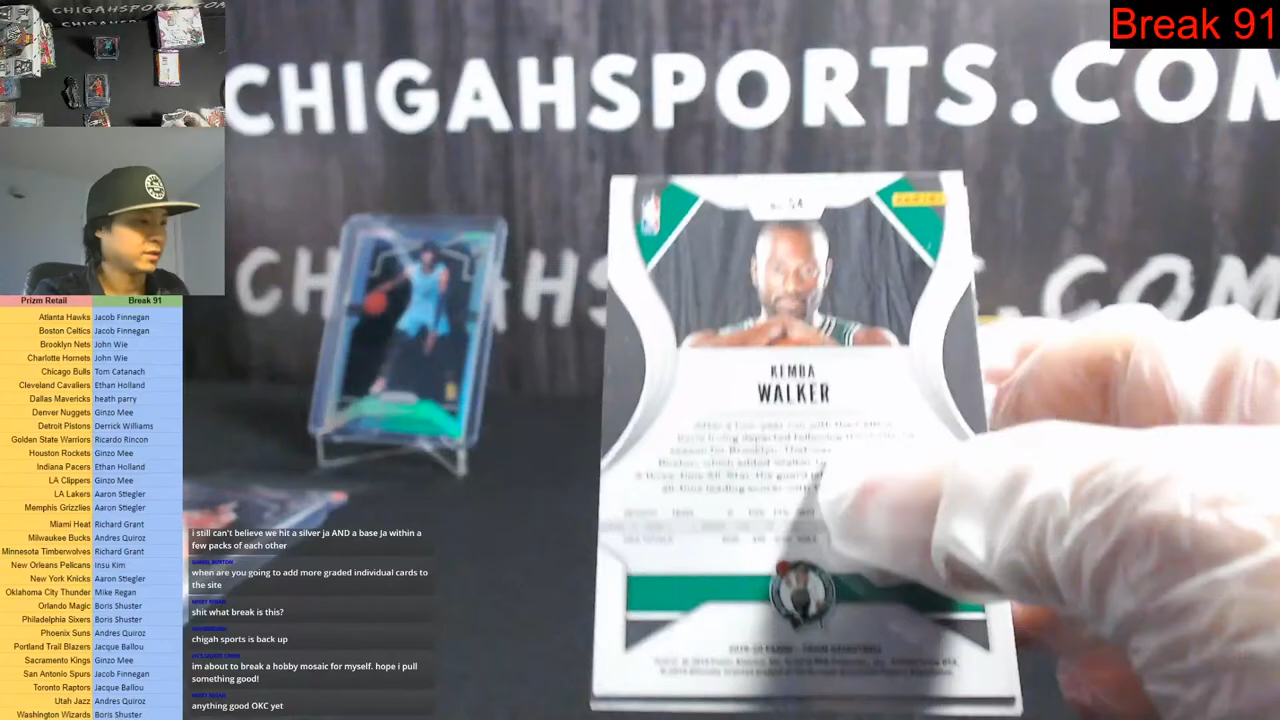 Break 91
CHIGAHSPORTS.COM
PANINI
KEMBA
WALKER
Prizm Retail Break 91
Atlanta Hawks Jacob Finnegan
Boston Celtics Jacob Finnegan
Brooklyn Nets John Wie
Charlotte Hornets John Wie
Chicago Bulls Tom Catanach
Cleveland Cavaliers Ethan Holland
Dallas Mavericks heath parry
Denver Nuggets Ginzo Mee
Detroit Pistons Derrick Williams
Golden State Warriors Ricardo Rincon
Houston Rockets Ginzo Mee
Indiana Pacers Ethan Holland
LA Clippers Ginzo Mee
LA Lakers Aaron Stiegler
Memphis Grizzlies Aaron Stiegler
Miami Heat Richard Grant
Milwaukee Bucks Andres Quiroz
Minnesota Timberwolves Richard Grant
New Orleans Pelicans Insu Kim
New York Knicks Aaron Stiegler
Oklahoma City Thunder Mike Regan
Orlando Magic Boris Shuster
Philadelphia Sixers Boris Shuster
Phoenix Suns Andres Quiroz
Portland Trail Blazers Jacque Ballou
Sacramento Kings Ginzo Mee
San Antonio Spurs Jacob Finnegan
Toronto Raptors Jacque Ballou
Utah Jazz Andres Quiroz
Washington Wizards Boris Shuster
i still can't believe we hit a silver ja AND a base Ja within a
few packs of each other
when are you going to add more graded individual cards to
the site
shit what break is this?
chigah sports is back up
im about to break a hobby mosaic for myself. hope i pull
something good!
anything good OKC yet